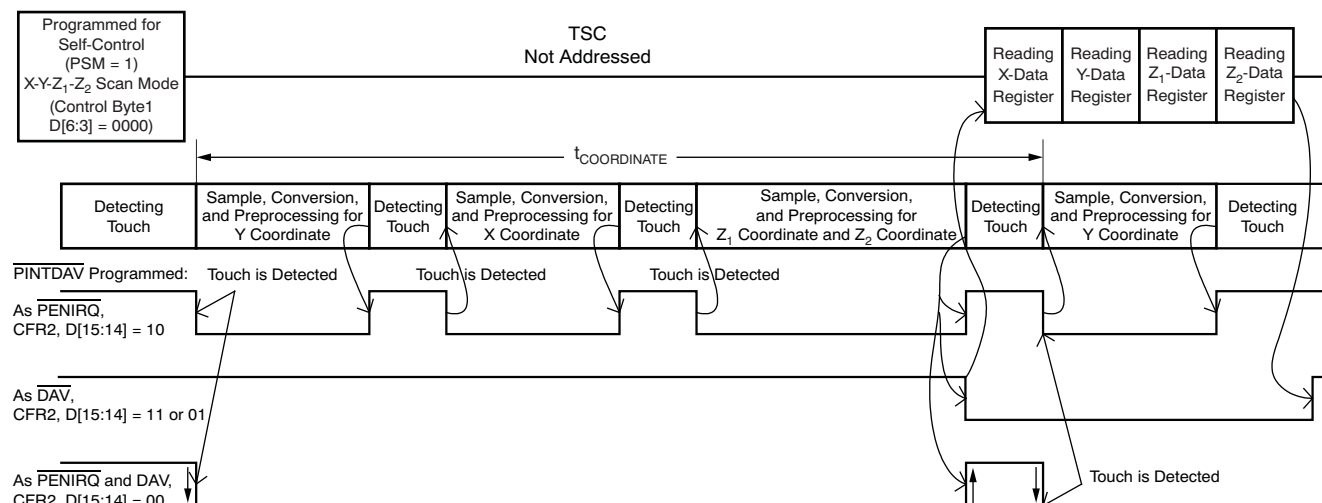 Programmed for
Self-Control
(PSM = 1)
X-Y-Z₁-Z₂ Scan Mode
(Control Byte1
D[6:3] = 0000)
TSC
Not Addressed
Reading
X-Data
Register
Reading
Y-Data
Register
Reading
Z₁-Data
Register
Reading
Z₂-Data
Register
tCOORDINATE
Detecting
Touch
Sample, Conversion,
and Preprocessing for
Y Coordinate
Detecting
Touch
Sample, Conversion,
and Preprocessing for
X Coordinate
Detecting
Touch
Sample, Conversion,
and Preprocessing for
Z₁ Coordinate and Z₂ Coordinate
Detecting
Touch
Sample, Conversion,
and Preprocessing for
Y Coordinate
Detecting
Touch
PINTDAV Programmed:
Touch is Detected
Touch is Detected
Touch is Detected
As PENIRQ,
CFR2, D[15:14] = 10
As DAV,
CFR2, D[15:14] = 11 or 01
As PENIRQ and DAV,
CFR2, D[15:14] = 00
Touch is Detected